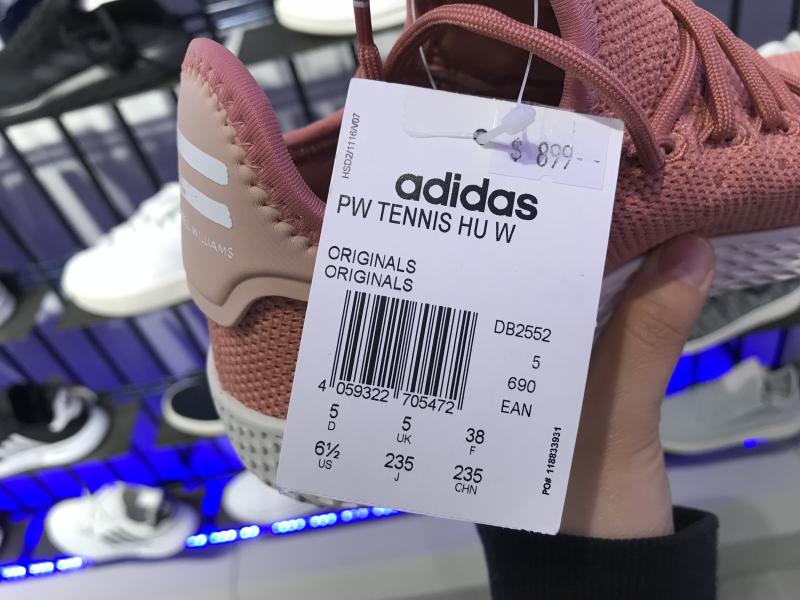 HSD2/1116/V07
$ 899--
adidas
PW TENNIS HU W
ORIGINALS
ORIGINALS
DB2552
5
690
EAN
4 059322 705472
5 5 38
D UK F
6½ 235 235
US J CHN
PO# 118833931
WILLIAMS